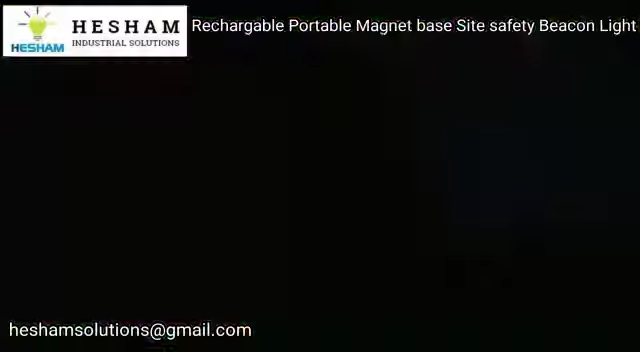 HESHAM
HESHAM
INDUSTRIAL SOLUTIONS
Rechargable Portable Magnet base Site safety Beacon Light
heshamsolutions@gmail.com